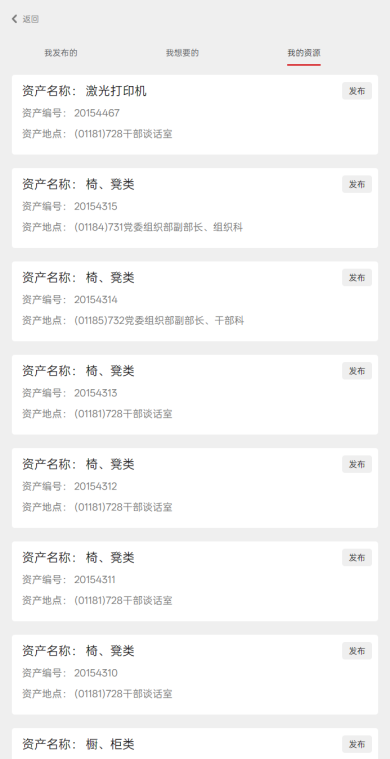 返回
我发布的 我想要的 我的资源
资产名称： 激光打印机 发布
资产编号： 20154467
资产地点： (01181)728干部谈话室
资产名称： 椅、凳类 发布
资产编号： 20154315
资产地点： (01184)731党委组织部副部长、组织科
资产名称： 椅、凳类 发布
资产编号： 20154314
资产地点： (01185)732党委组织部副部长、干部科
资产名称： 椅、凳类 发布
资产编号： 20154313
资产地点： (01181)728干部谈话室
资产名称： 椅、凳类 发布
资产编号： 20154312
资产地点： (01181)728干部谈话室
资产名称： 椅、凳类 发布
资产编号： 20154311
资产地点： (01181)728干部谈话室
资产名称： 椅、凳类 发布
资产编号： 20154310
资产地点： (01181)728干部谈话室
资产名称： 橱、柜类 发布